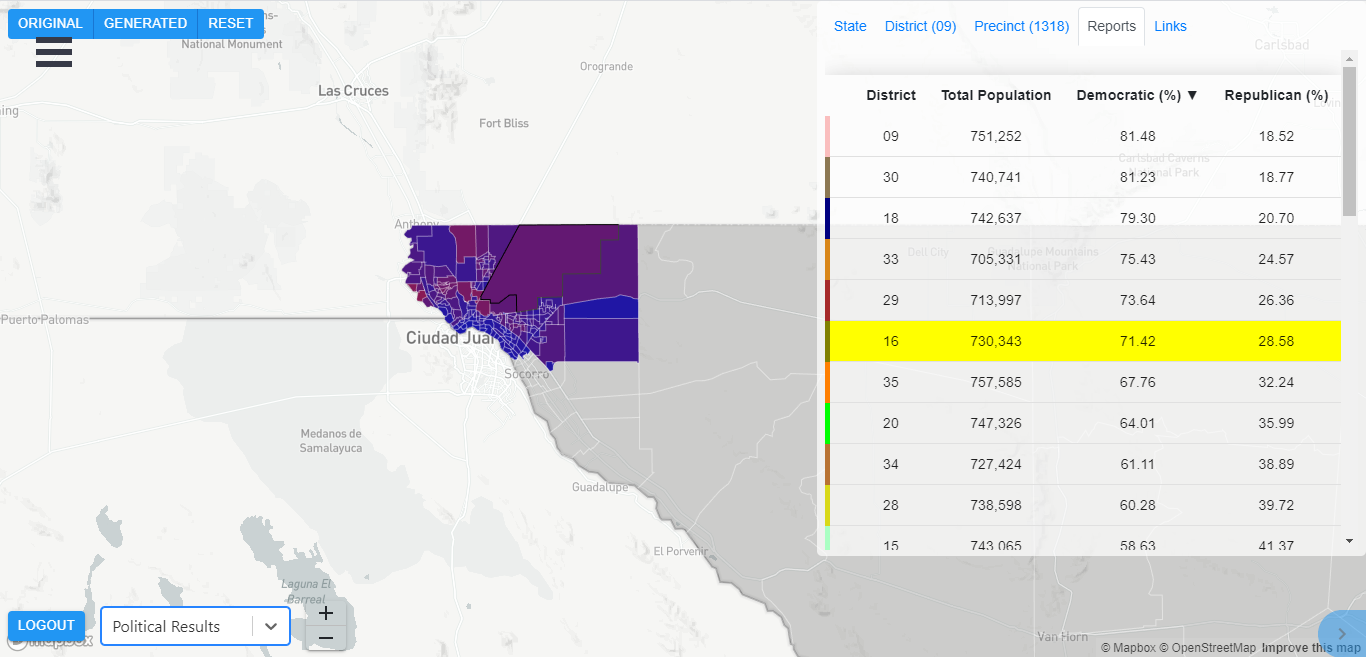 ORIGINAL GENERATED RESET
National Monument
Las Cruces
Orogrande
Fort Bliss
Anthony
Puerto Palomas
Ciudad Juá
Socorro
Medanos de
Samalayuca
Guadalupe
El Porvenir
Laguna El
Barreal
Van Horn
LOGOUT
Political Results
+
−
mapbox
State District (09) Precinct (1318) Reports Links
Carlsbad
District Total Population Democratic (%) ▼ Republican (%)
09 751,252 81.48 18.52
Carlsbad Caverns
National Park
30 740,741 81.23 18.77
18 742,637 79.30 20.70
Dell City
Guadalupe Mountains
National Park
33 705,331 75.43 24.57
29 713,997 73.64 26.36
16 730,343 71.42 28.58
35 757,585 67.76 32.24
20 747,326 64.01 35.99
34 727,424 61.11 38.89
28 738,598 60.28 39.72
15 743,065 58.63 41.37
© Mapbox © OpenStreetMap Improve this map